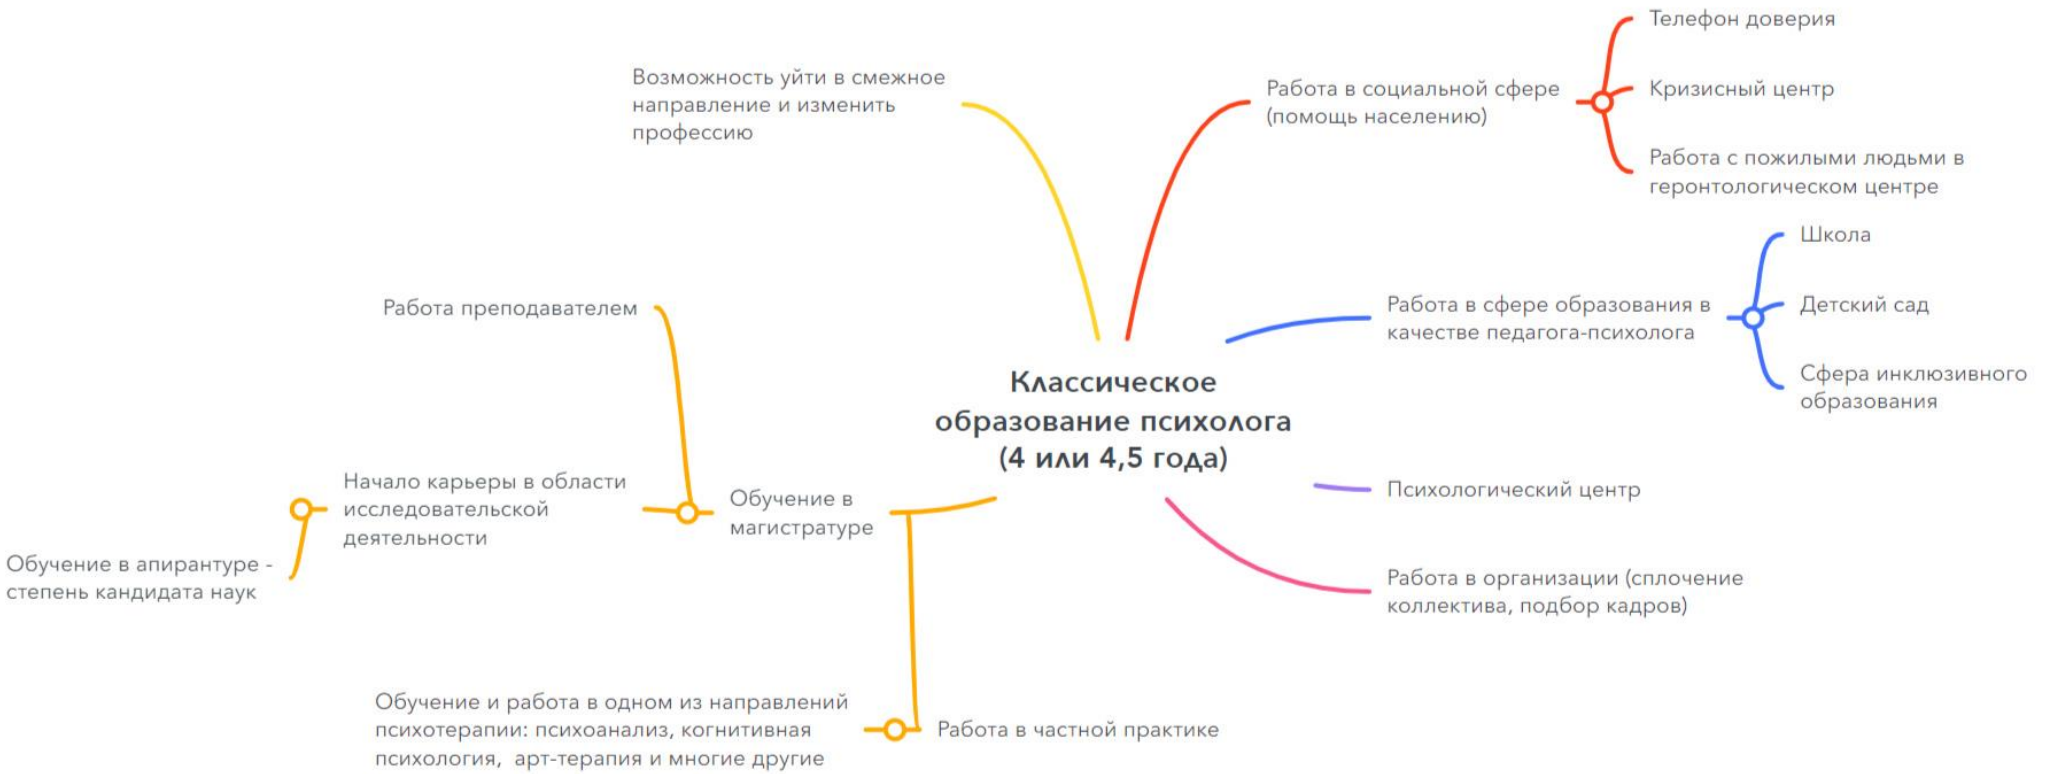 Классическое
образование психолога
(4 или 4,5 года)
Возможность уйти в смежное
направление и изменить
профессию
Работа в социальной сфере
(помощь населению)
Телефон доверия
Кризисный центр
Работа с пожилыми людьми в
геронтологическом центре
Работа в сфере образования в
качестве педагога-психолога
Школа
Детский сад
Сфера инклюзивного
образования
Психологический центр
Работа в организации (сплочение
коллектива, подбор кадров)
Обучение в
магистратуре
Работа преподавателем
Начало карьеры в области
исследовательской
деятельности
Обучение в апирантуре -
степень кандидата наук
Работа в частной практике
Обучение и работа в одном из направлений
психотерапии: психоанализ, когнитивная
психология, арт-терапия и многие другие